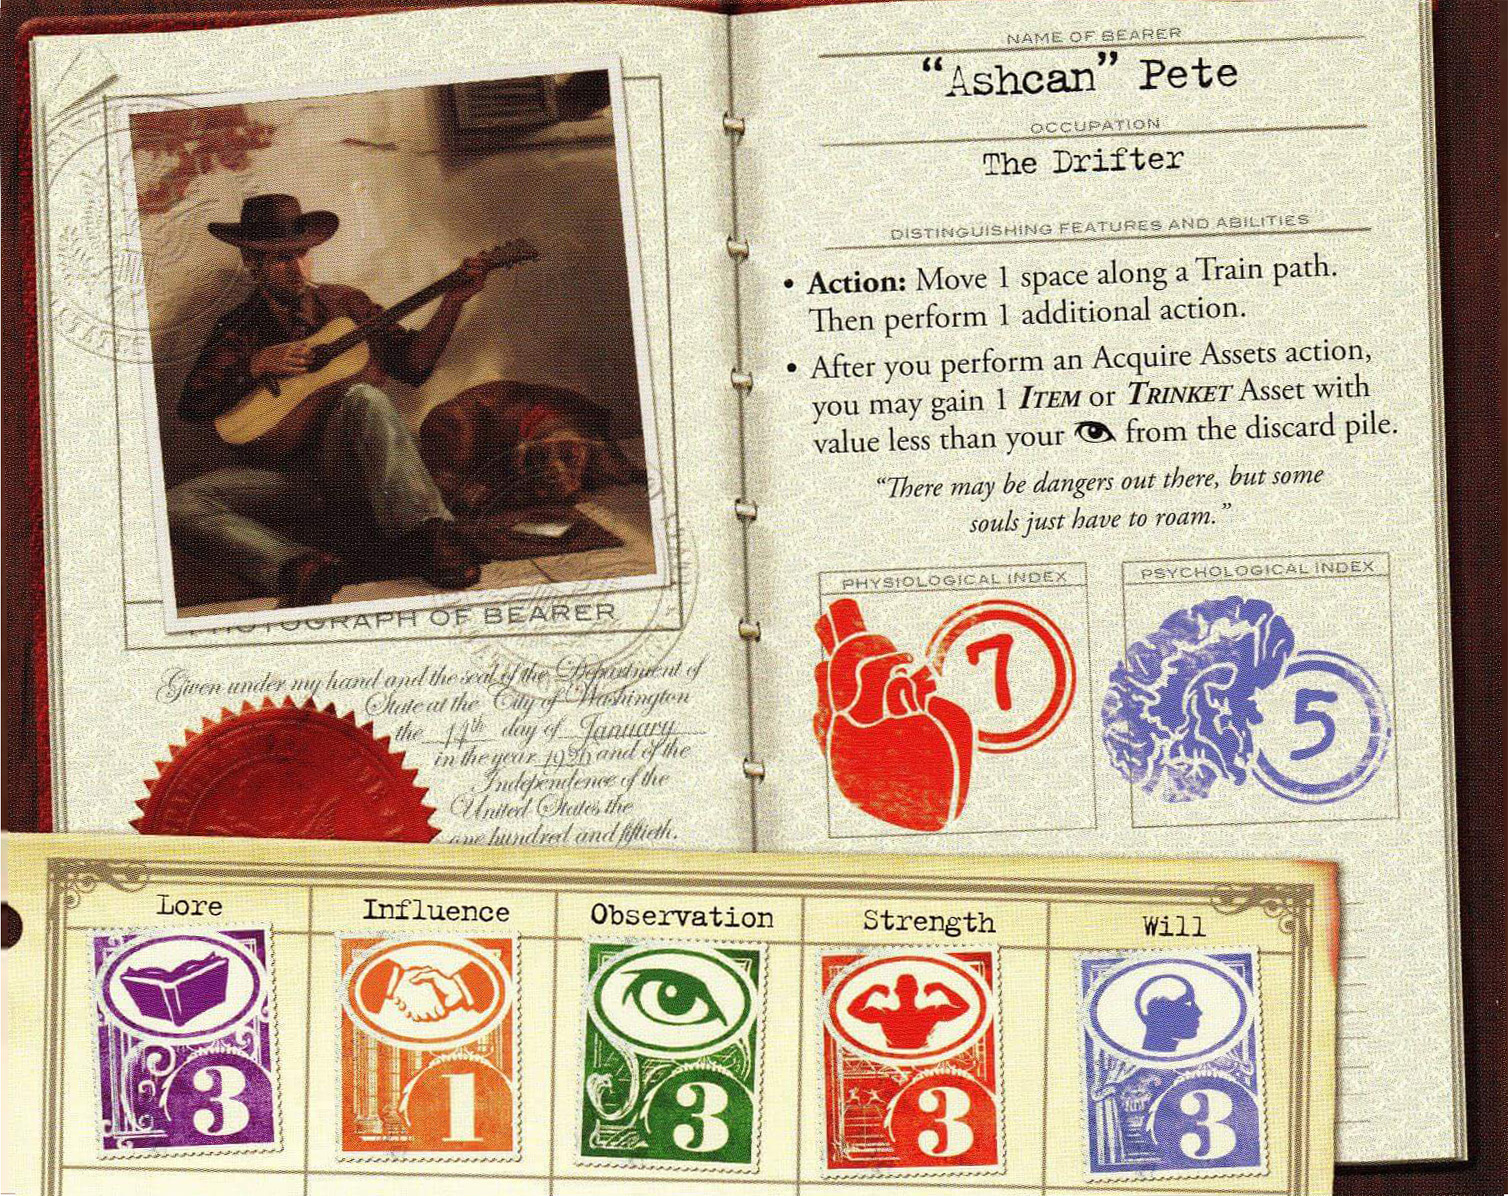 NAME OF BEARER
“Ashcan” Pete
OCCUPATION
The Drifter
DISTINGUISHING FEATURES AND ABILITIES
• Action: Move 1 space along a Train path.
Then perform 1 additional action.
• After you perform an Acquire Assets action,
you may gain 1 ITEM or TRINKET Asset with
value less than your from the discard pile.
“There may be dangers out there, but some
souls just have to roam.”
PHYSIOLOGICAL INDEX
7
PSYCHOLOGICAL INDEX
5
PHOTOGRAPH OF BEARER
Given under my hand and the seal of the Department of
State at the City of Washington
the 14th day of January
in the year 1926 and of the
Independence of the
United States the
one hundred and fiftieth.
Lore
Influence
Observation
Strength
Will
3
1
3
3
3